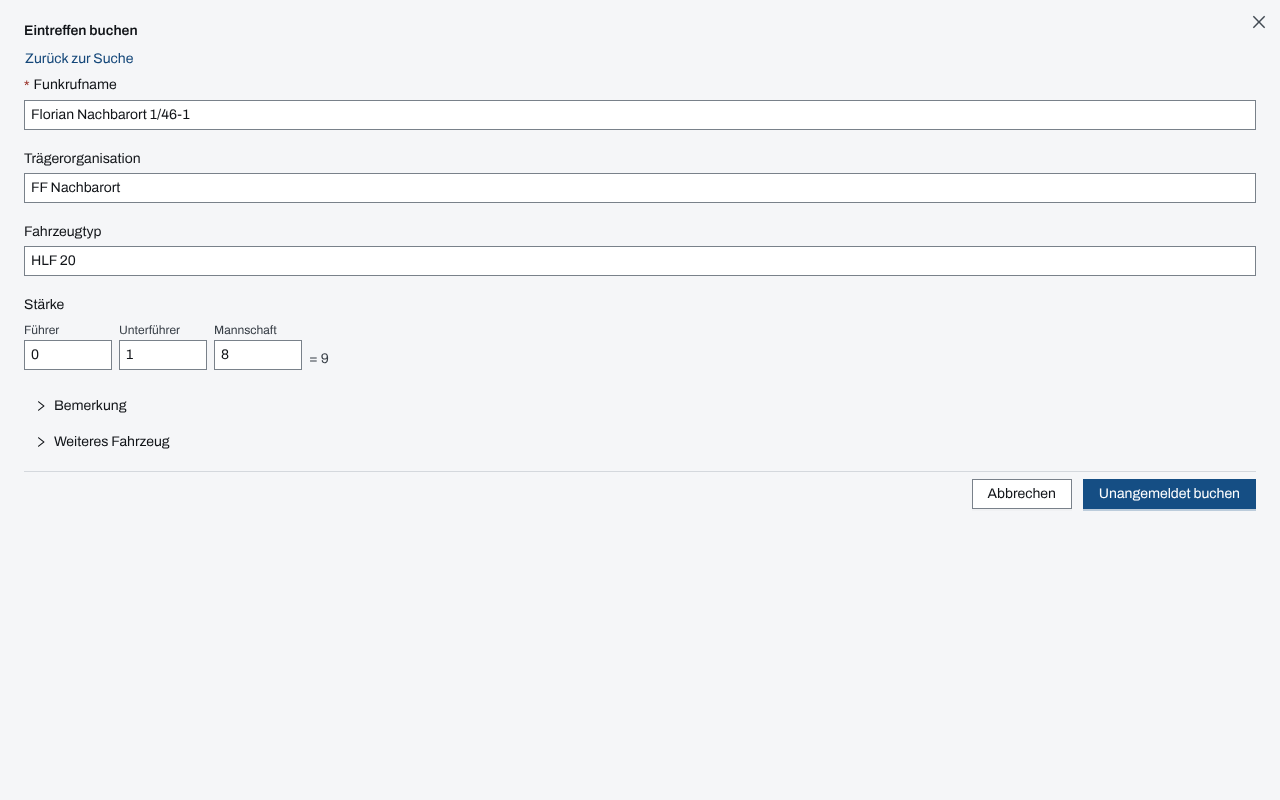 Eintreffen buchen
Zurück zur Suche
* Funkrufname
Florian Nachbarort 1/46-1
Trägerorganisation
FF Nachbarort
Fahrzeugtyp
HLF 20
Stärke
Führer Unterführer Mannschaft
0 1 8 = 9
Bemerkung
Weiteres Fahrzeug
Abbrechen Unangemeldet buchen